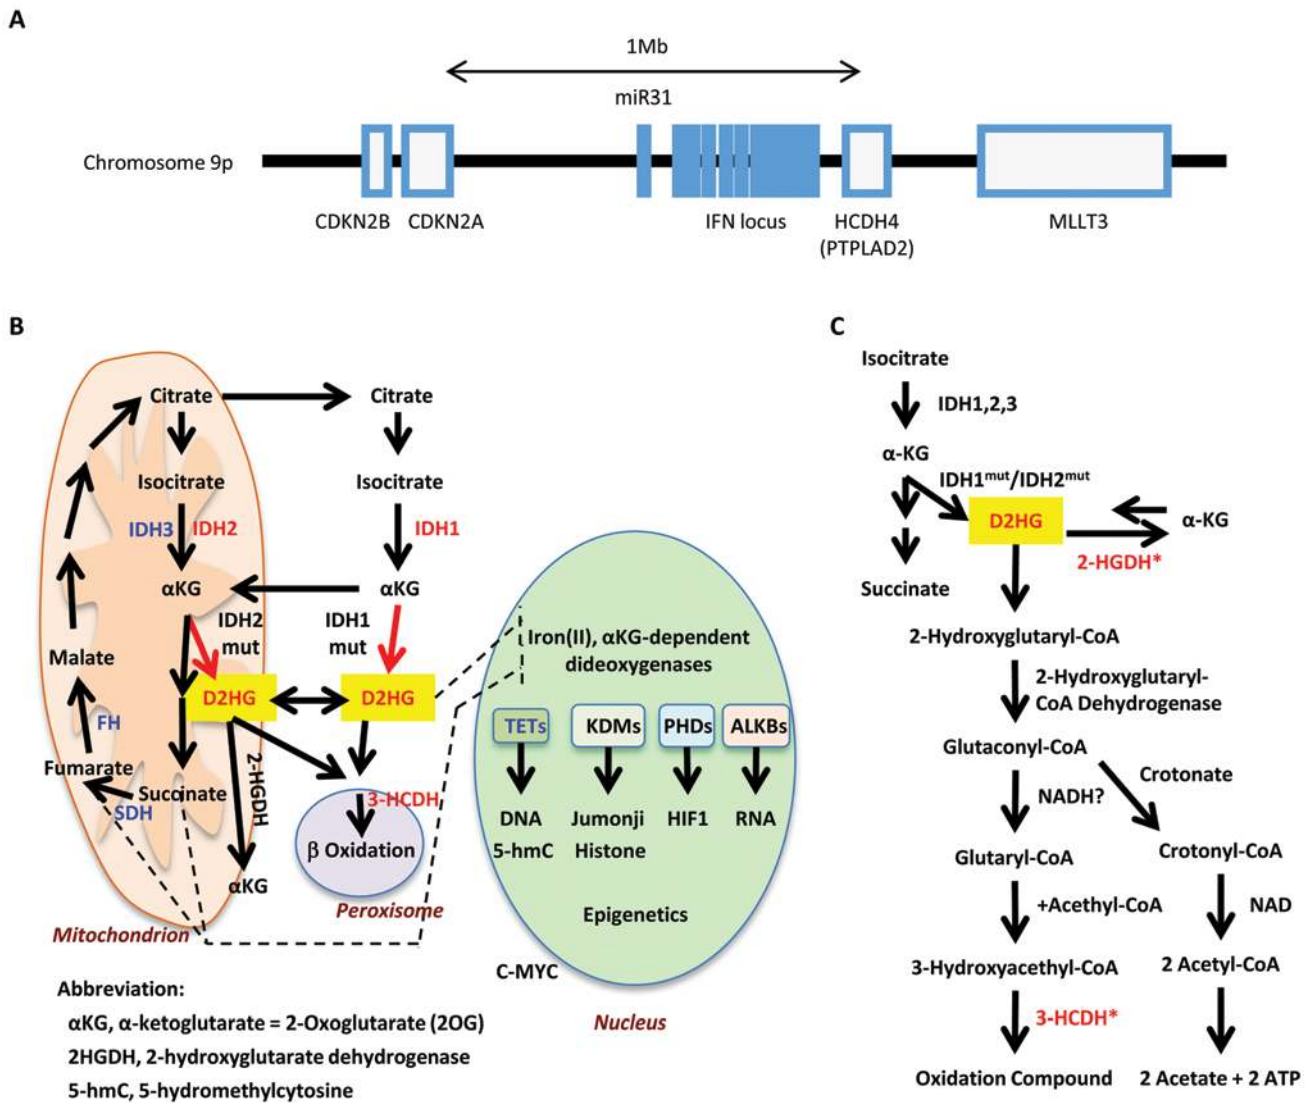 A
1Mb
miR31
Chromosome 9p
CDKN2B
CDKN2A
IFN locus
HCDH4
(PTPLAD2)
MLLT3
B
Citrate
Citrate
Isocitrate
Isocitrate
IDH3
IDH2
IDH1
αKG
αKG
IDH2
mut
IDH1
mut
Malate
D2HG
D2HG
FH
Fumarate
2-HGDH
Succinate
SDH
3-HCDH
β Oxidation
αKG
Peroxisome
Mitochondrion
Iron(II), αKG-dependent
dideoxygenases
TETs
KDMs
PHDs
ALKBs
DNA
Jumonji
HIF1
RNA
5-hmC
Histone
Epigenetics
C-MYC
Nucleus
Abbreviation:
αKG, α-ketoglutarate = 2-Oxoglutarate (2OG)
2HGDH, 2-hydroxyglutarate dehydrogenase
5-hmC, 5-hydromethylcytosine
C
Isocitrate
IDH1,2,3
α-KG
IDH1mut/IDH2mut
D2HG
α-KG
2-HGDH*
Succinate
2-Hydroxyglutaryl-CoA
2-Hydroxyglutaryl-
CoA Dehydrogenase
Glutaconyl-CoA
Crotonate
NADH?
Glutaryl-CoA
Crotonyl-CoA
+Acethyl-CoA
NAD
3-Hydroxyacethyl-CoA
2 Acetyl-CoA
3-HCDH*
Oxidation Compound
2 Acetate + 2 ATP